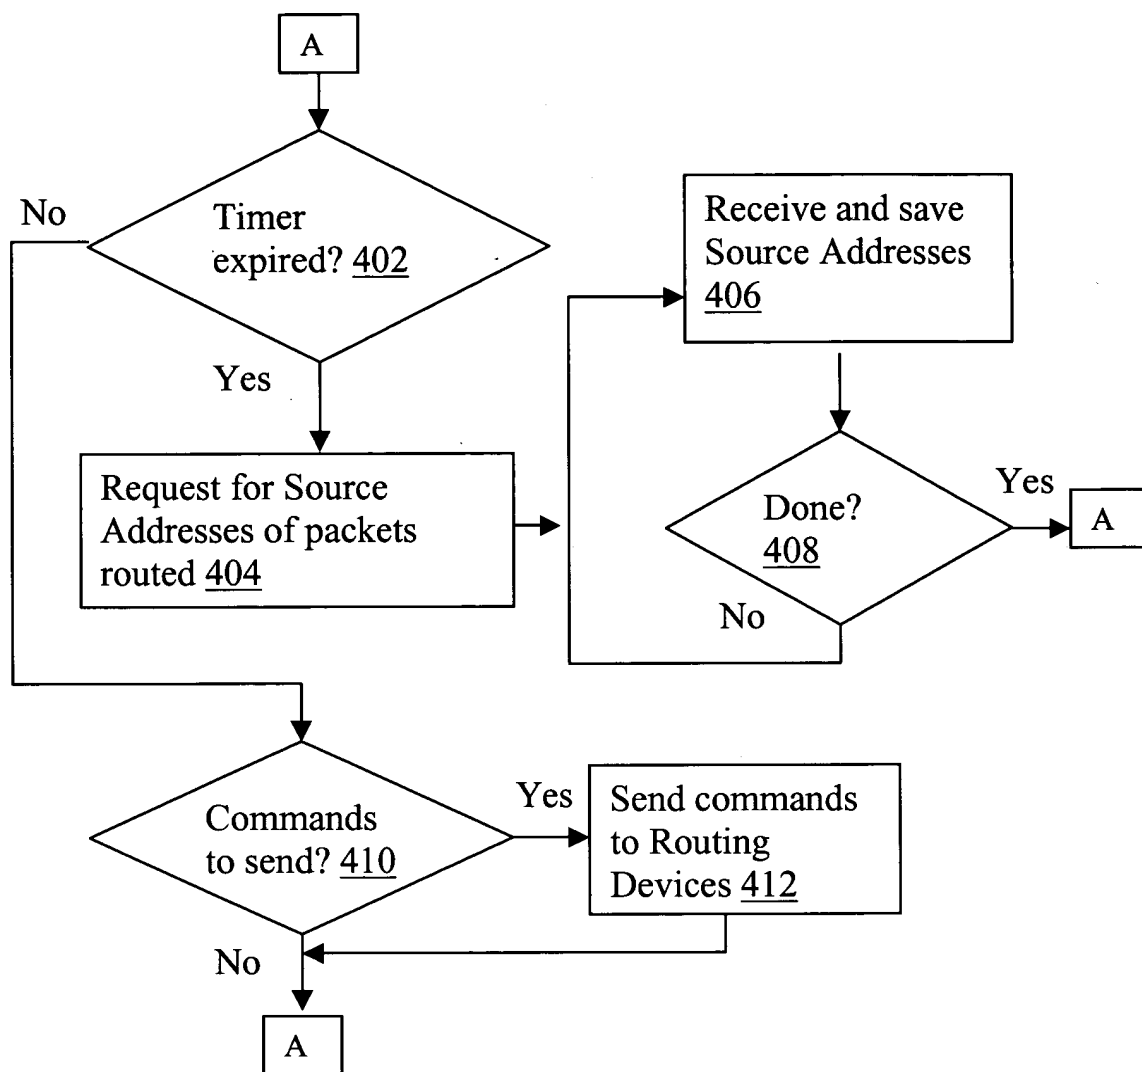 A
No
Timer
expired? 402
Yes
Request for Source
Addresses of packets
routed 404
Receive and save
Source Addresses
406
Done?
408
Yes
A
No
Commands
to send? 410
Yes
Send commands
to Routing
Devices 412
No
A